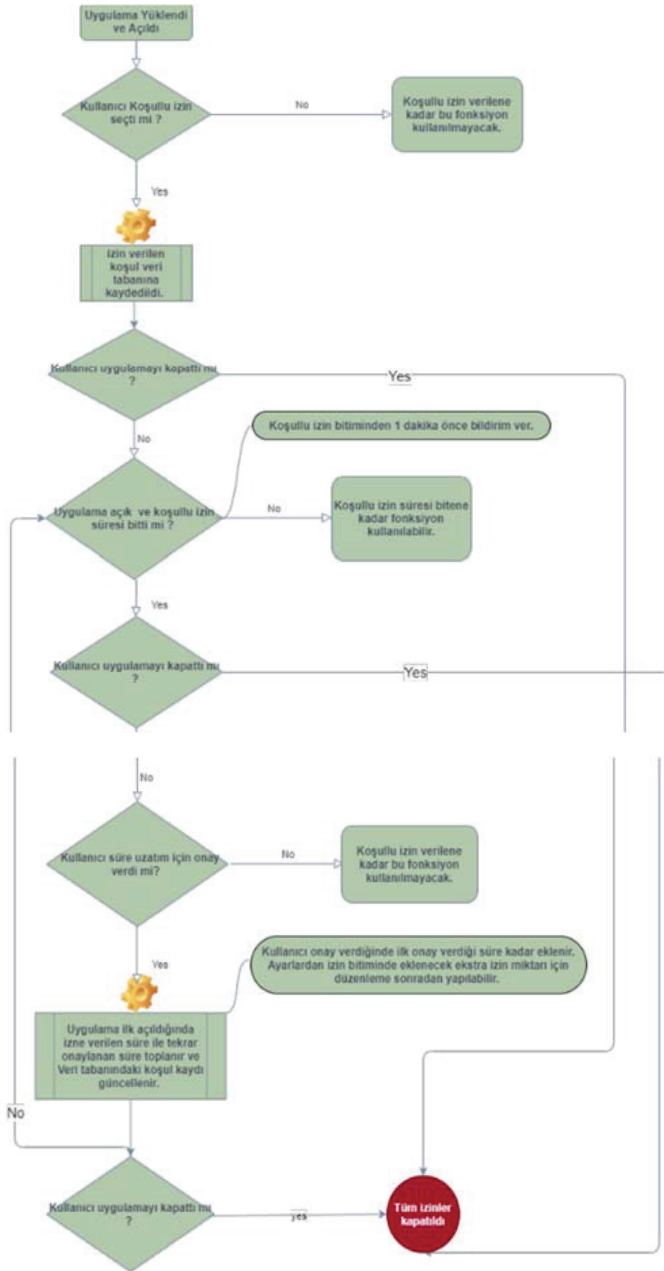 Uygulama Yüklendi
ve Açıldı
Kullanıcı Koşullu izin
seçti mi ?
No
Koşullu izin verilene
kadar bu fonksiyon
kullanılmayacak.
Yes
İzin verilen
koşul veri
tabanına
kaydedildi.
Kullanıcı uygulamayı kapattı mı
?
Yes
No
Koşullu izin bitiminden 1 dakika önce bildirim ver.
Uygulama açık ve koşullu izin
süresi bitti mi ?
No
Koşullu izin süresi bitene
kadar fonksiyon
kullanılabilir.
Yes
Kullanıcı uygulamayı kapattı mı
?
Yes
No
Kullanıcı süre uzatım için onay
verdi mi?
No
Koşullu izin verilene
kadar bu fonksiyon
kullanılmayacak.
Yes
Kullanıcı onay verdiğinde ilk onay verdiği süre kadar eklenir.
Ayarlardan izin bitiminde eklenecek ekstra izin miktarı için
düzenleme sonradan yapılabilir.
Uygulama ilk açıldığında
izne verilen süre ile tekrar
onaylanan süre toplanır ve
Veri tabanındaki koşul kaydı
güncellenir.
No
Kullanıcı uygulamayı kapattı mı
?
yes
Tüm izinler
kapatıldı